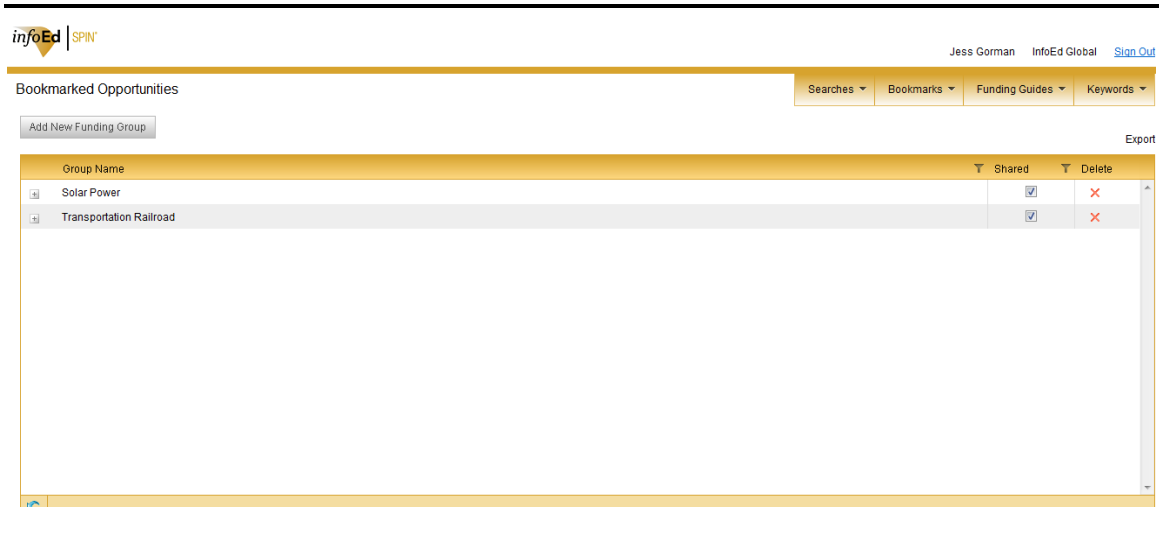 infoEd SPIN™
Jess Gorman InfoEd Global Sign Out
Bookmarked Opportunities
Searches Bookmarks Funding Guides Keywords
Add New Funding Group
Export
Group Name Shared Delete
Solar Power
Transportation Railroad